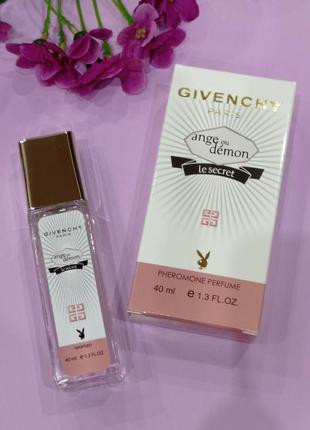 GIVENCHY
PARIS
ange ou
démon
le secret
PHEROMONE PERFUME
40 ml e 1.3 FL.OZ.
GIVENCHY
PARIS
ange ou
démon
le secret
woman
40 ml e 1.3 FL.OZ.